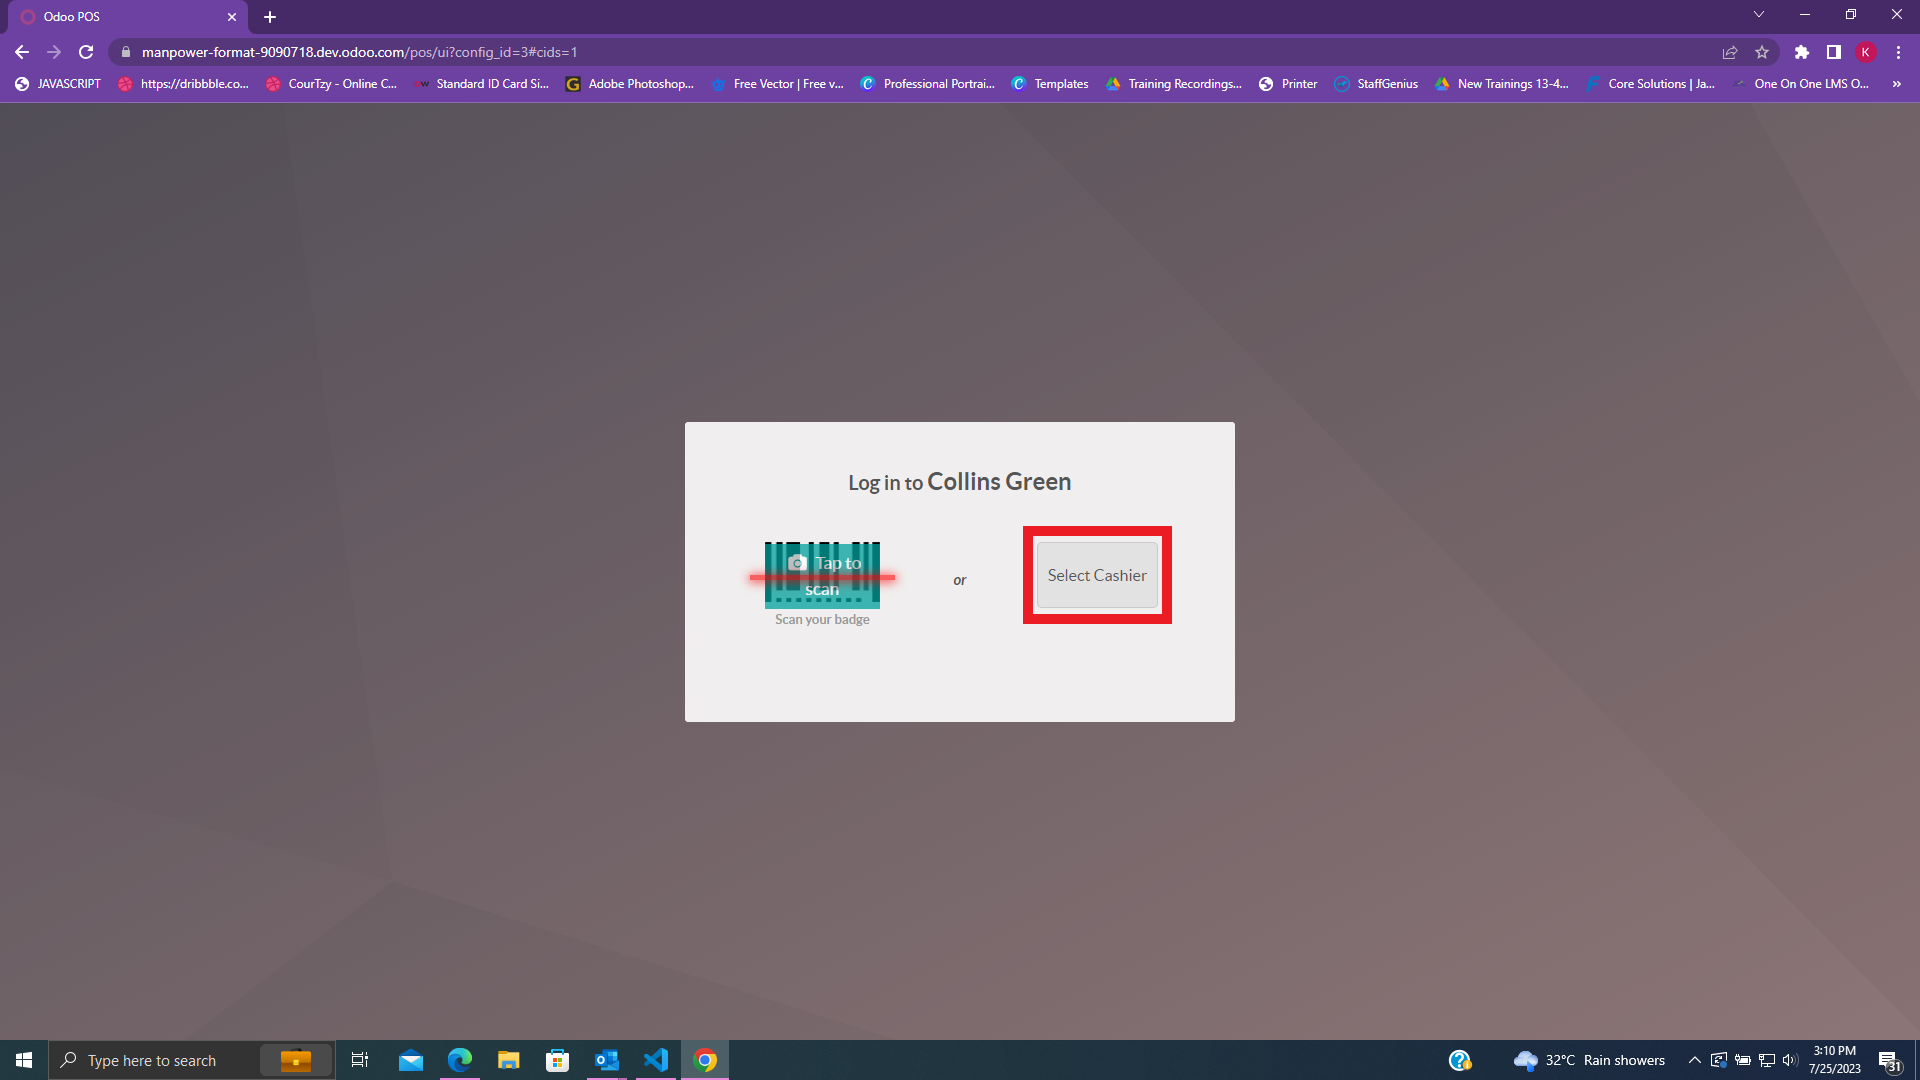 Odoo POS
manpower-format-9090718.dev.odoo.com/pos/ui?config_id=3#cids=1
K
JAVASCRIPT https://dribbble.co... CourTzy - Online C... Standard ID Card Si... Adobe Photoshop... Free Vector | Free v... Professional Portrai... Templates Training Recordings... Printer StaffGenius New Trainings 13-4... Core Solutions | Ja... One On One LMS O... »
Log in to Collins Green
Tap to
scan
Scan your badge
or
Select Cashier
Type here to search
32°C Rain showers
3:10 PM
7/25/2023
31